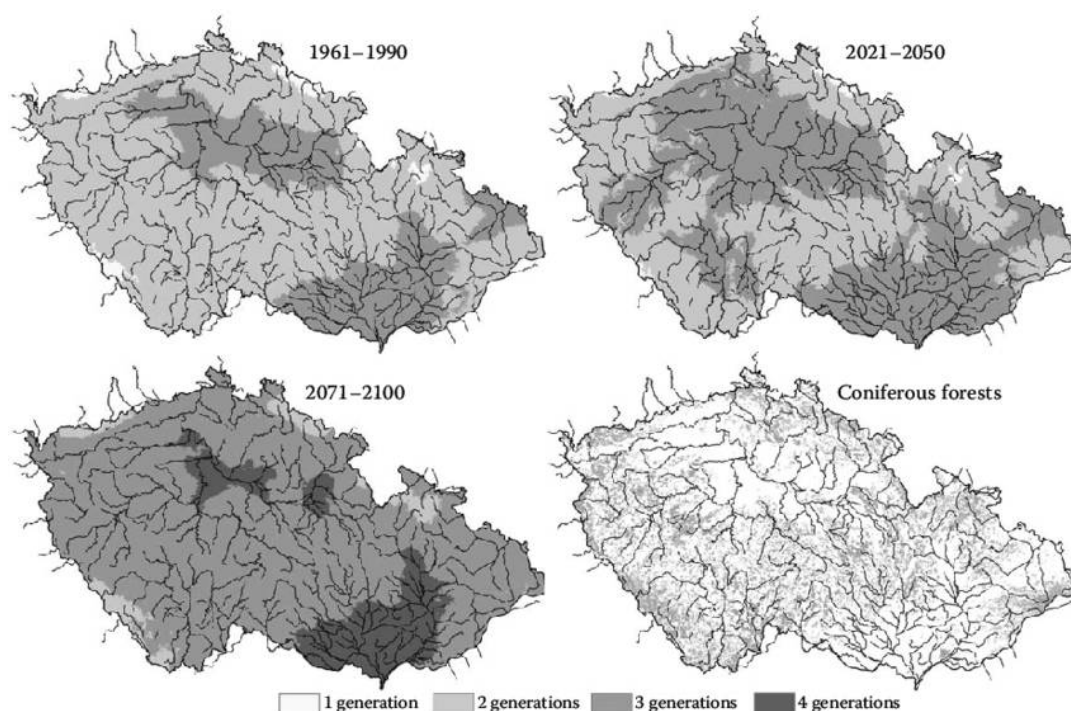 1961–1990
2021–2050
2071–2100
Coniferous forests
1 generation
2 generations
3 generations
4 generations